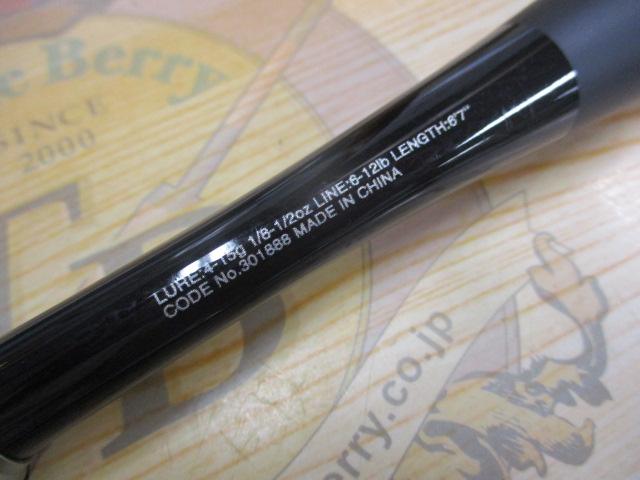 e Berry
SINCE
2000
TB
LURE:4-15g 1/8-1/2oz LINE:6-12lb LENGTH:6'7"
CODE No.301888 MADE IN CHINA
Berry.co.jp